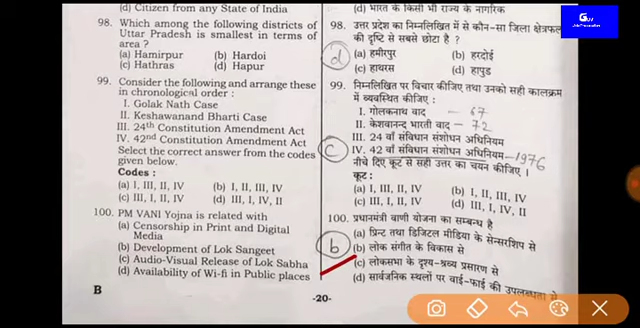 (d) Citizen from any State of India
98. Which among the following districts of
Uttar Pradesh is smallest in terms of
area ?
(a) Hamirpur (b) Hardoi
(c) Hathras (d) Hapur
99. Consider the following and arrange these
in chronological order :
I. Golak Nath Case
II. Keshawanand Bharti Case
III. 24th Constitution Amendment Act
IV. 42nd Constitution Amendment Act
Select the correct answer from the codes
given below.
Codes :
(a) I, III, II, IV (b) I, II, III, IV
(c) III, I, II, IV (d) III, I, IV, II
100. PM VANI Yojna is related with
(a) Censorship in Print and Digital
Media
(b) Development of Lok Sangeet
(c) Audio-Visual Release of Lok Sabha
(d) Availability of Wi-fi in Public places
B
-20-
(d) भारत के किसी भी राज्य के नागरिक
98. उत्तर प्रदेश का निम्नलिखित में से कौन-सा जिला क्षेत्रफल
की दृष्टि से सबसे छोटा है ?
d
(a) हमीरपुर (b) हरदोई
(c) हाथरस (d) हापुड
99. निम्नलिखित पर विचार कीजिए तथा उनको सही कालक्रम
में व्यवस्थित कीजिए :
I. गोलकनाथ वाद - 67
II. केशवानन्द भारती वाद - 72
III. 24 वाँ संविधान संशोधन अधिनियम
C
IV. 42 वाँ संविधान संशोधन अधिनियम - 1976
नीचे दिए कूट से सही उत्तर का चयन कीजिए ।
कूट :
(a) I, III, II, IV (b) I, II, III, IV
(c) III, I, II, IV (d) III, I, IV, II
100. प्रधानमंत्री वाणी योजना का सम्बन्ध है
(a) प्रिन्ट तथा डिजिटल मीडिया के सेन्सरशिप से
b
(b) लोक संगीत के विकास से
(c) लोकसभा के दृश्य-श्रव्य प्रसारण से
(d) सार्वजनिक स्थलों पर वाई-फाई की उपलब्धता से